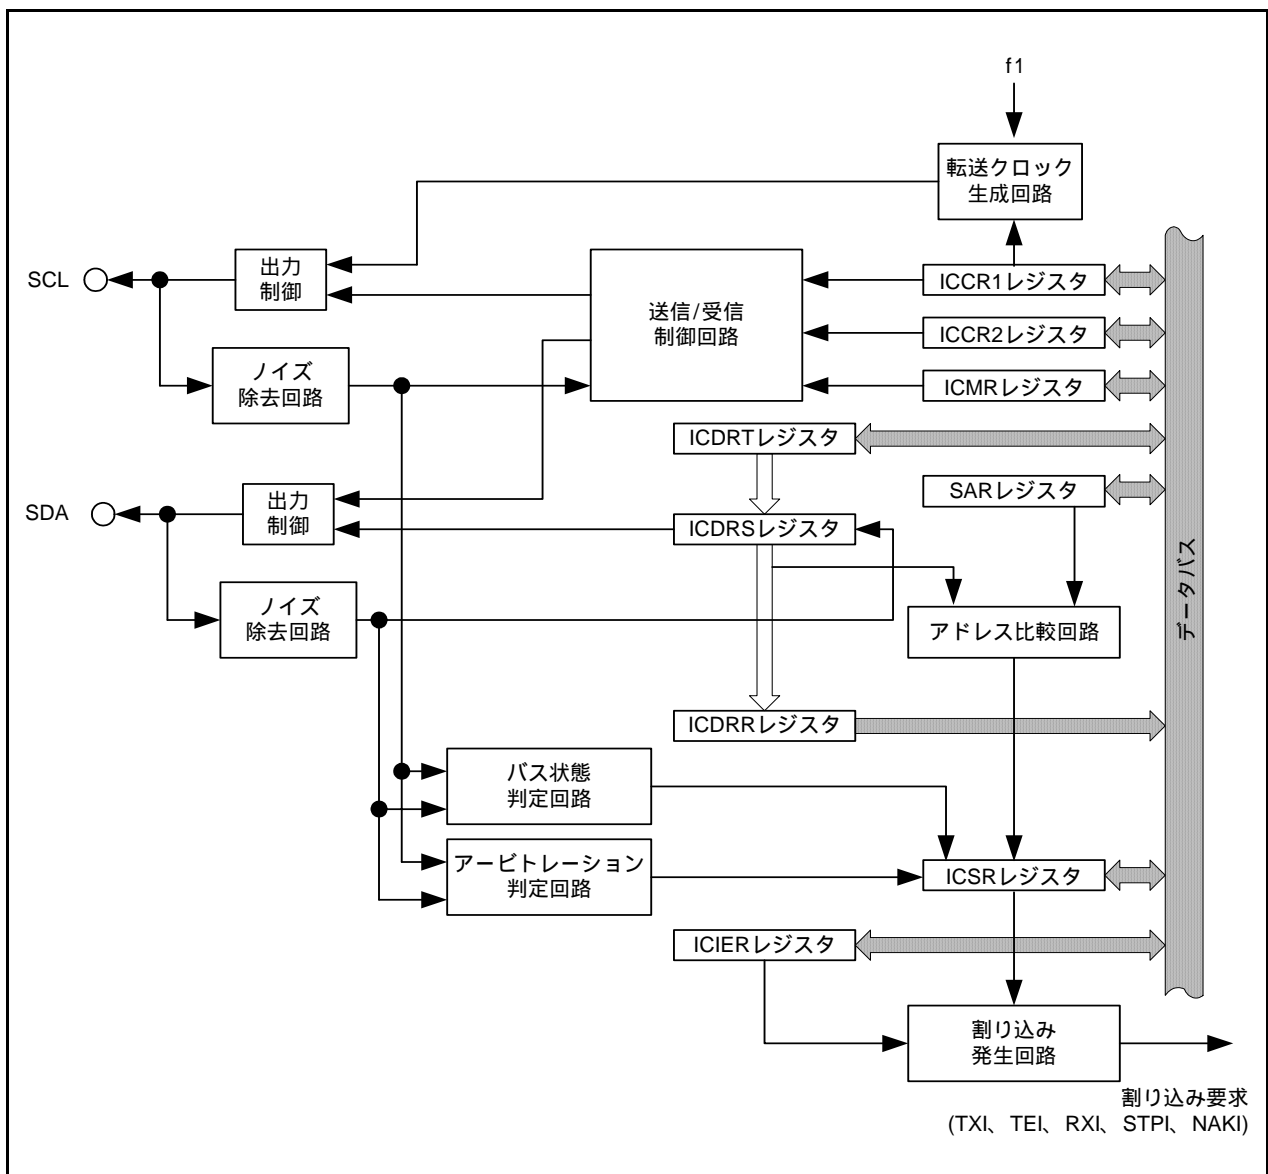 f1
転送クロック
生成回路
SCL
出力
制御
送信/受信
制御回路
ICCR1レジスタ
ICCR2レジスタ
ノイズ
除去回路
ICMRレジスタ
ICDRTレジスタ
SARレジスタ
SDA
出力
制御
ICDRSレジスタ
データバス
ノイズ
除去回路
アドレス比較回路
ICDRRレジスタ
バス状態
判定回路
アービトレーション
判定回路
ICSRレジスタ
ICIERレジスタ
割り込み
発生回路
割り込み要求
(TXI、TEI、RXI、STPI、NAKI)